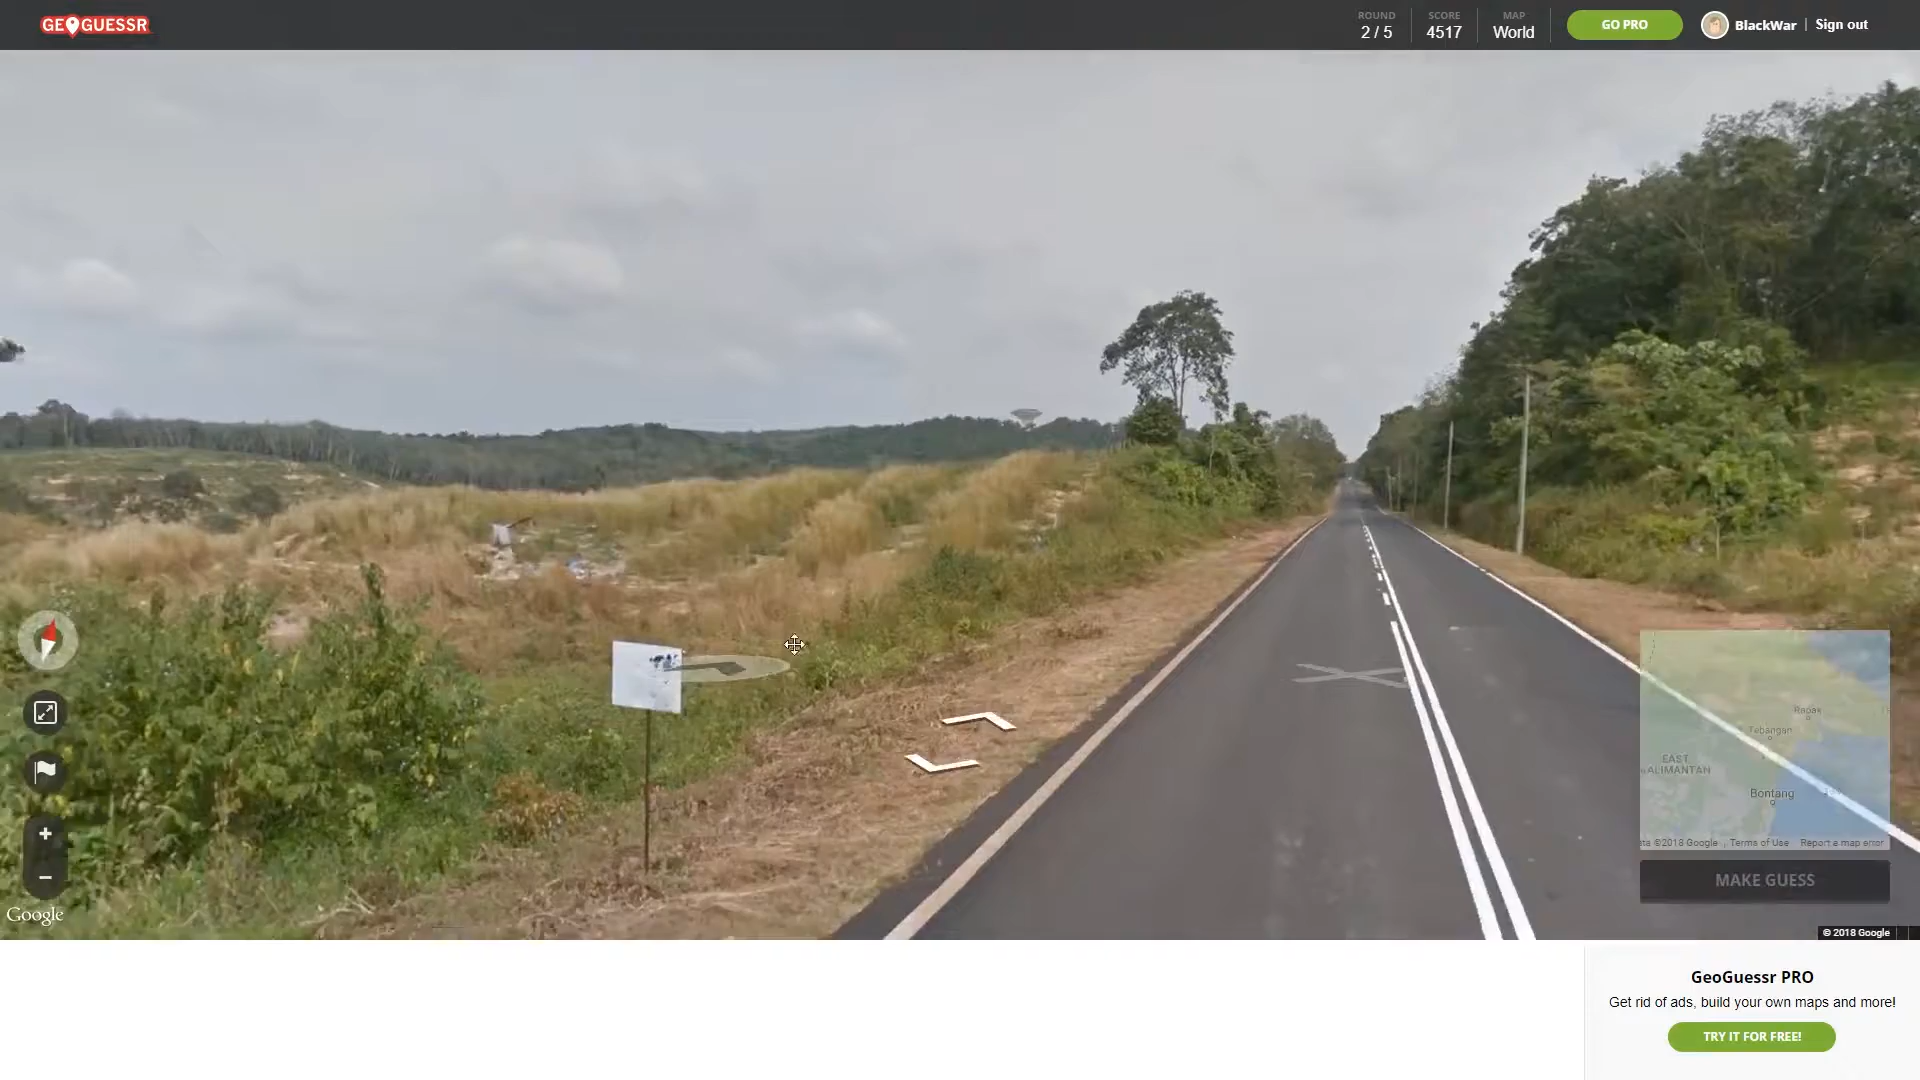 GEOGUESSR
ROUND
2 / 5
SCORE
4517
MAP
World
GO PRO
BlackWar
Sign out
Rapak
Tebangan
EAST
ALIMANTAN
Bontang
©2018 Google
Terms of Use
Report a map error
MAKE GUESS
Google
© 2018 Google
GeoGuessr PRO
Get rid of ads, build your own maps and more!
TRY IT FOR FREE!